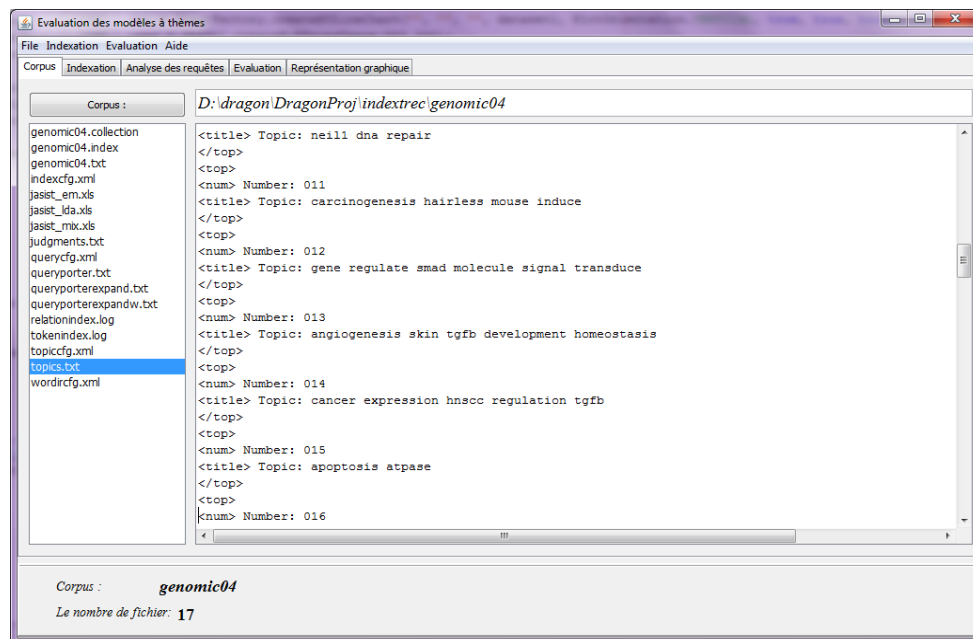 Evaluation des modèles à thèmes
File Indexation Evaluation Aide
Corpus Indexation Analyse des requêtes Evaluation Représentation graphique
Corpus :
D:\dragon\DragonProj\indextrec\genomic04
genomic04.collection
genomic04.index
genomic04.txt
indexcfg.xml
jasist_em.xls
jasist_lda.xls
jasist_mix.xls
judgments.txt
querycfg.xml
queryporter.txt
queryporterexpand.txt
queryporterexpandw.txt
relationindex.log
tokenindex.log
topiccfg.xml
topics.txt
wordircfg.xml
<title> Topic: neil1 dna repair
</top>
<top>
<num> Number: 011
<title> Topic: carcinogenesis hairless mouse induce
</top>
<top>
<num> Number: 012
<title> Topic: gene regulate smad molecule signal transduce
</top>
<top>
<num> Number: 013
<title> Topic: angiogenesis skin tgfb development homeostasis
</top>
<top>
<num> Number: 014
<title> Topic: cancer expression hnscc regulation tgfb
</top>
<top>
<num> Number: 015
<title> Topic: apoptosis atpase
</top>
<top>
<num> Number: 016
Corpus : genomic04
Le nombre de fichier: 17